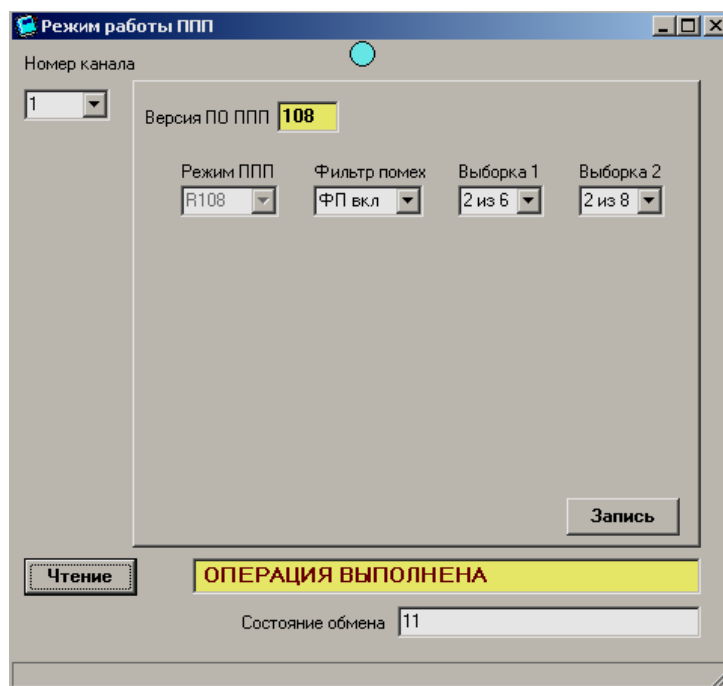 Режим работы ППП
Номер канала
1
Версия ПО ППП 108
Режим ППП Фильтр помех Выборка 1 Выборка 2
R108 ФП вкл 2 из 6 2 из 8
Запись
Чтение ОПЕРАЦИЯ ВЫПОЛНЕНА
Состояние обмена 11